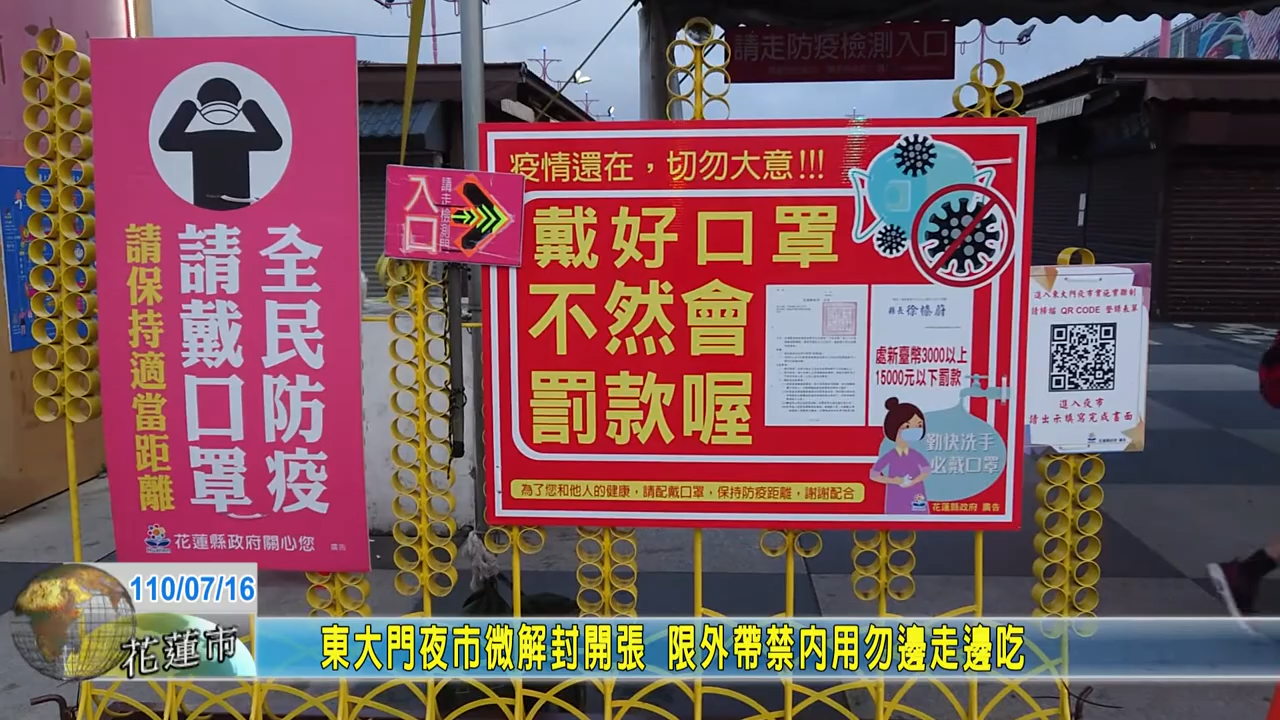 請走防疫檢測入口
全民防疫
請戴口罩
請保持適當距離
花蓮縣政府關心您 廣告
入口
請走檢測門
疫情還在，切勿大意!!!
戴好口罩
不然會
罰款喔
縣長徐榛蔚
處新臺幣3000以上
15000元以下罰款
勤快洗手
必戴口罩
為了您和他人的健康，請配戴口罩，保持防疫距離，謝謝配合
花蓮縣政府 廣告
進入東大門夜市實施實聯制
請掃描 QR CODE 登錄表單
進入夜市
請出示填寫完成畫面
110/07/16
花蓮市
東大門夜市微解封開張 限外帶禁內用勿邊走邊吃